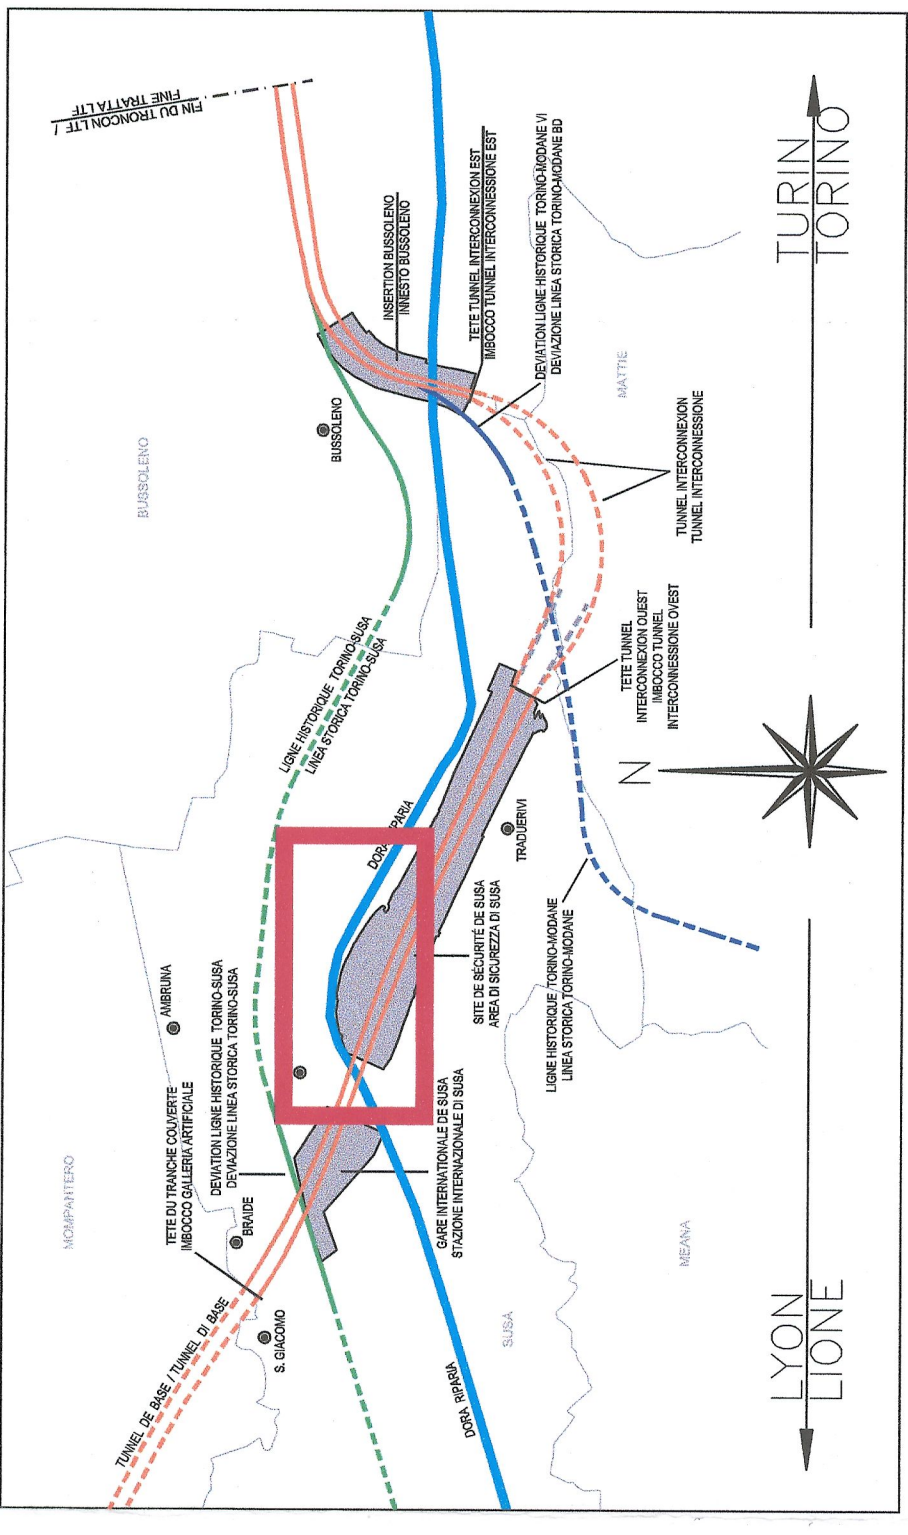 FIN DU TRONCON LTF /
FINE TRATTA LTF
MOMPANTERO
BUSSOLENO
AMBRUNA
TUNNEL DE BASE / TUNNEL DI BASE
TETE DU TRANCHE COUVERTE
IMBOCCO GALLERIA ARTIFICIALE
DEVIATION LIGNE HISTORIQUE TORINO-SUSA
DEVIAZIONE LINEA STORICA TORINO-SUSA
BRAIDE
S. GIACOMO
LIGNE HISTORIQUE TORINO-SUSA
LINEA STORICA TORINO-SUSA
BUSSOLENO
INSERTION BUSSOLENO
INNESTO BUSSOLENO
DORA RIPARIA
GARE INTERNATIONALE DE SUSA
STAZIONE INTERNAZIONALE DI SUSA
DORA RIPARIA
SITE DE SÉCURITÉ DE SUSA
AREA DI SICUREZZA DI SUSA
TETE TUNNEL INTERCONNEXION EST
IMBOCCO TUNNEL INTERCONNESSIONE EST
SUSA
TRADUERIVI
DEVIATION LIGNE HISTORIQUE TORINO-MODANE VI
DEVIAZIONE LINEA STORICA TORINO-MODANE BD
LIGNE HISTORIQUE TORINO-MODANE
LINEA STORICA TORINO-MODANE
TETE TUNNEL
INTERCONNEXION OUEST
IMBOCCO TUNNEL
INTERCONNESSIONE OVEST
MATTIE
TUNNEL INTERCONNEXION
TUNNEL INTERCONNESSIONE
MEANA
N
LYON
LIONE
TURIN
TORINO